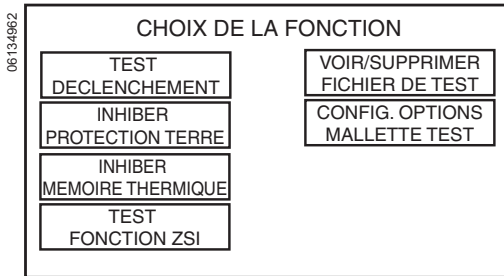 06134962
CHOIX DE LA FONCTION
TEST
DECLENCHEMENT
INHIBER
PROTECTION TERRE
INHIBER
MEMOIRE THERMIQUE
TEST
FONCTION ZSI
VOIR/SUPPRIMER
FICHIER DE TEST
CONFIG. OPTIONS
MALLETTE TEST